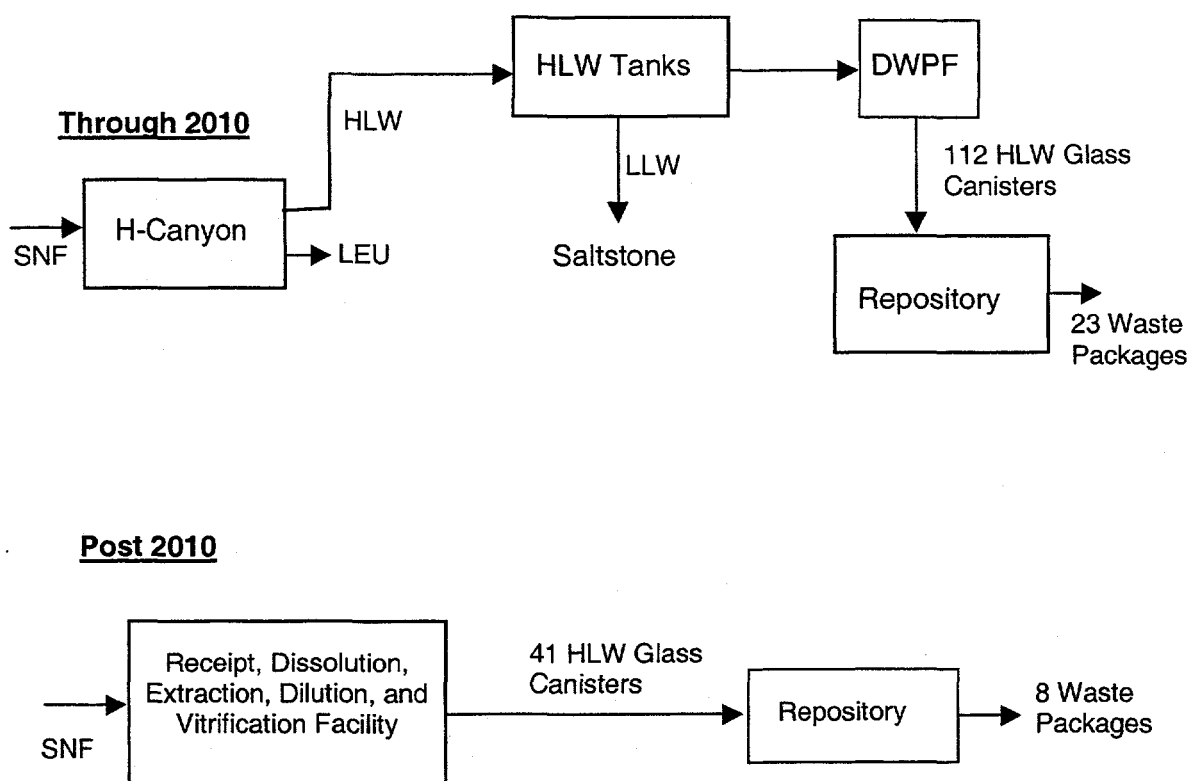 HLW Tanks
DWPF
Through 2010
HLW
112 HLW Glass
Canisters
LLW
H-Canyon
SNF
LEU
Saltstone
Repository
23 Waste
Packages
Post 2010
Receipt, Dissolution,
Extraction, Dilution, and
Vitrification Facility
41 HLW Glass
Canisters
SNF
Repository
8 Waste
Packages